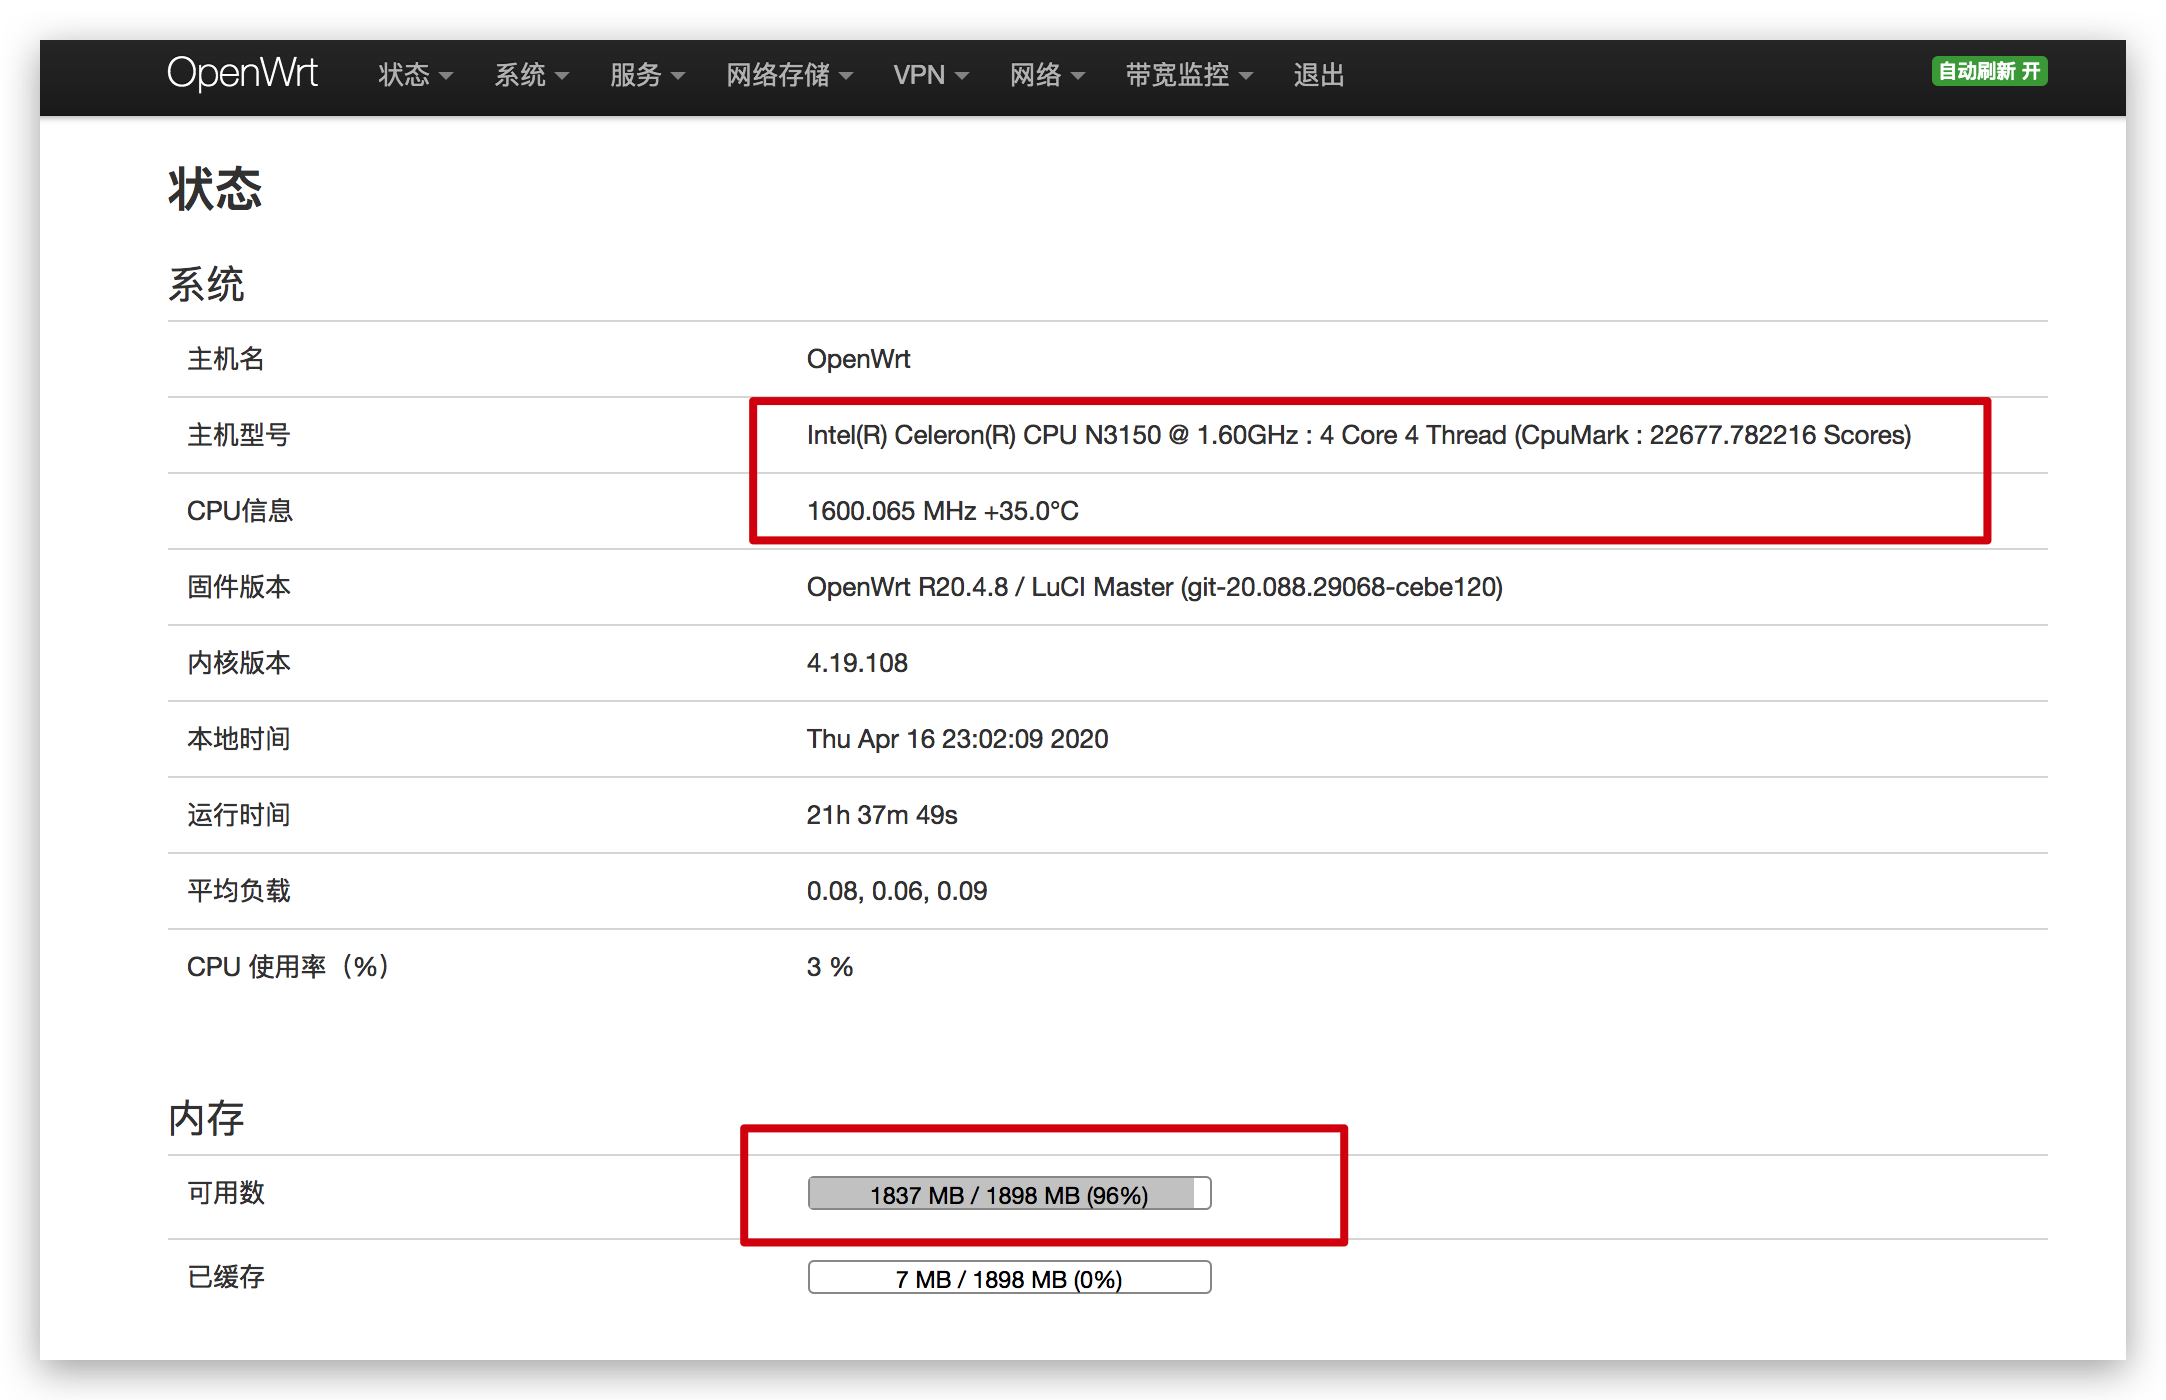 OpenWrt 状态 系统 服务 网络存储 VPN 网络 带宽监控 退出 自动刷新 开
状态
系统
主机名 OpenWrt
主机型号 Intel(R) Celeron(R) CPU N3150 @ 1.60GHz : 4 Core 4 Thread (CpuMark : 22677.782216 Scores)
CPU信息 1600.065 MHz +35.0°C
固件版本 OpenWrt R20.4.8 / LuCI Master (git-20.088.29068-cebe120)
内核版本 4.19.108
本地时间 Thu Apr 16 23:02:09 2020
运行时间 21h 37m 49s
平均负载 0.08, 0.06, 0.09
CPU 使用率（%） 3 %
内存
可用数 1837 MB / 1898 MB (96%)
已缓存 7 MB / 1898 MB (0%)